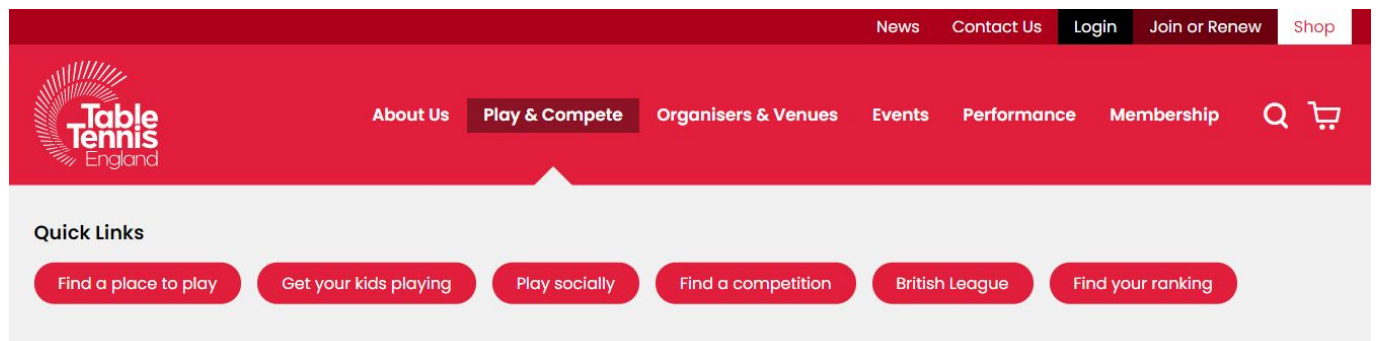 News Contact Us Login Join or Renew Shop
Table
Tennis
England
About Us Play & Compete Organisers & Venues Events Performance Membership
Quick Links
Find a place to play Get your kids playing Play socially Find a competition British League Find your ranking